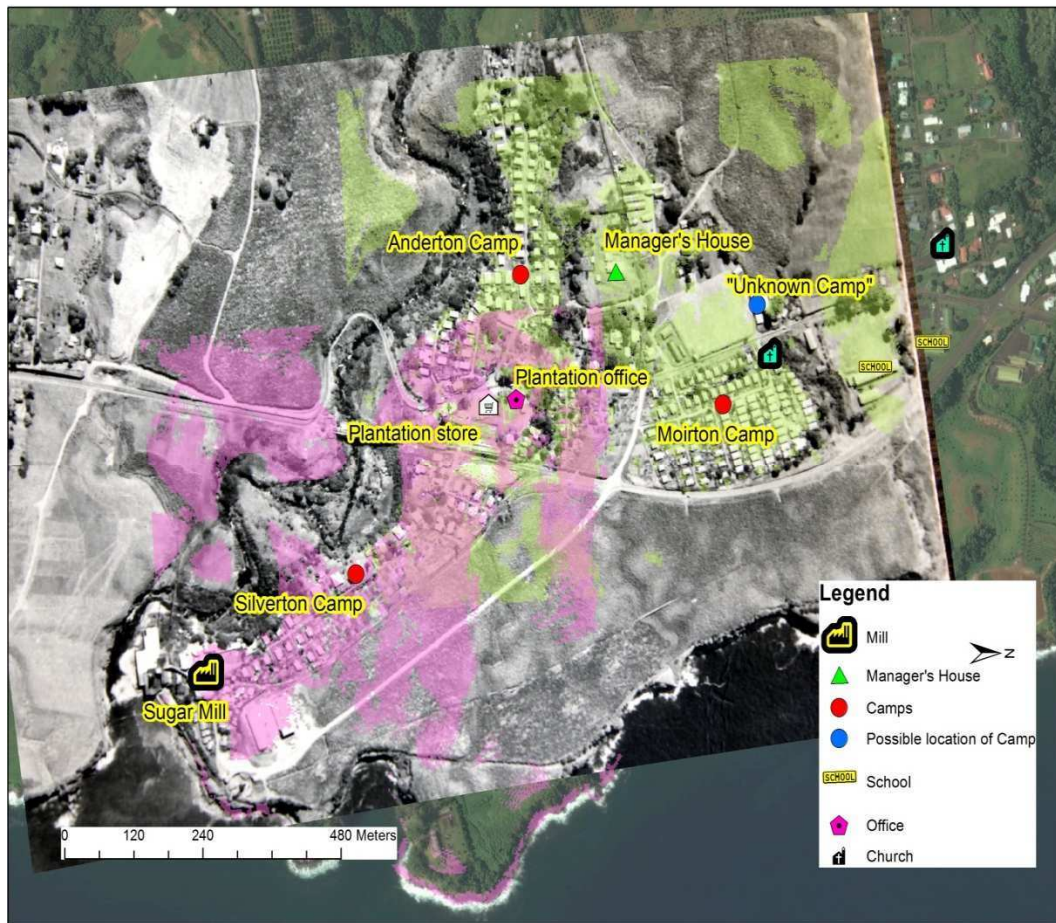 Anderton Camp
Manager's House
"Unknown Camp"
SCHOOL
SCHOOL
Plantation office
Plantation store
Moirton Camp
Silverton Camp
Sugar Mill
Legend
Mill
N
Manager's House
Camps
Possible location of Camp
SCHOOL
School
Office
Church
0 120 240 480 Meters